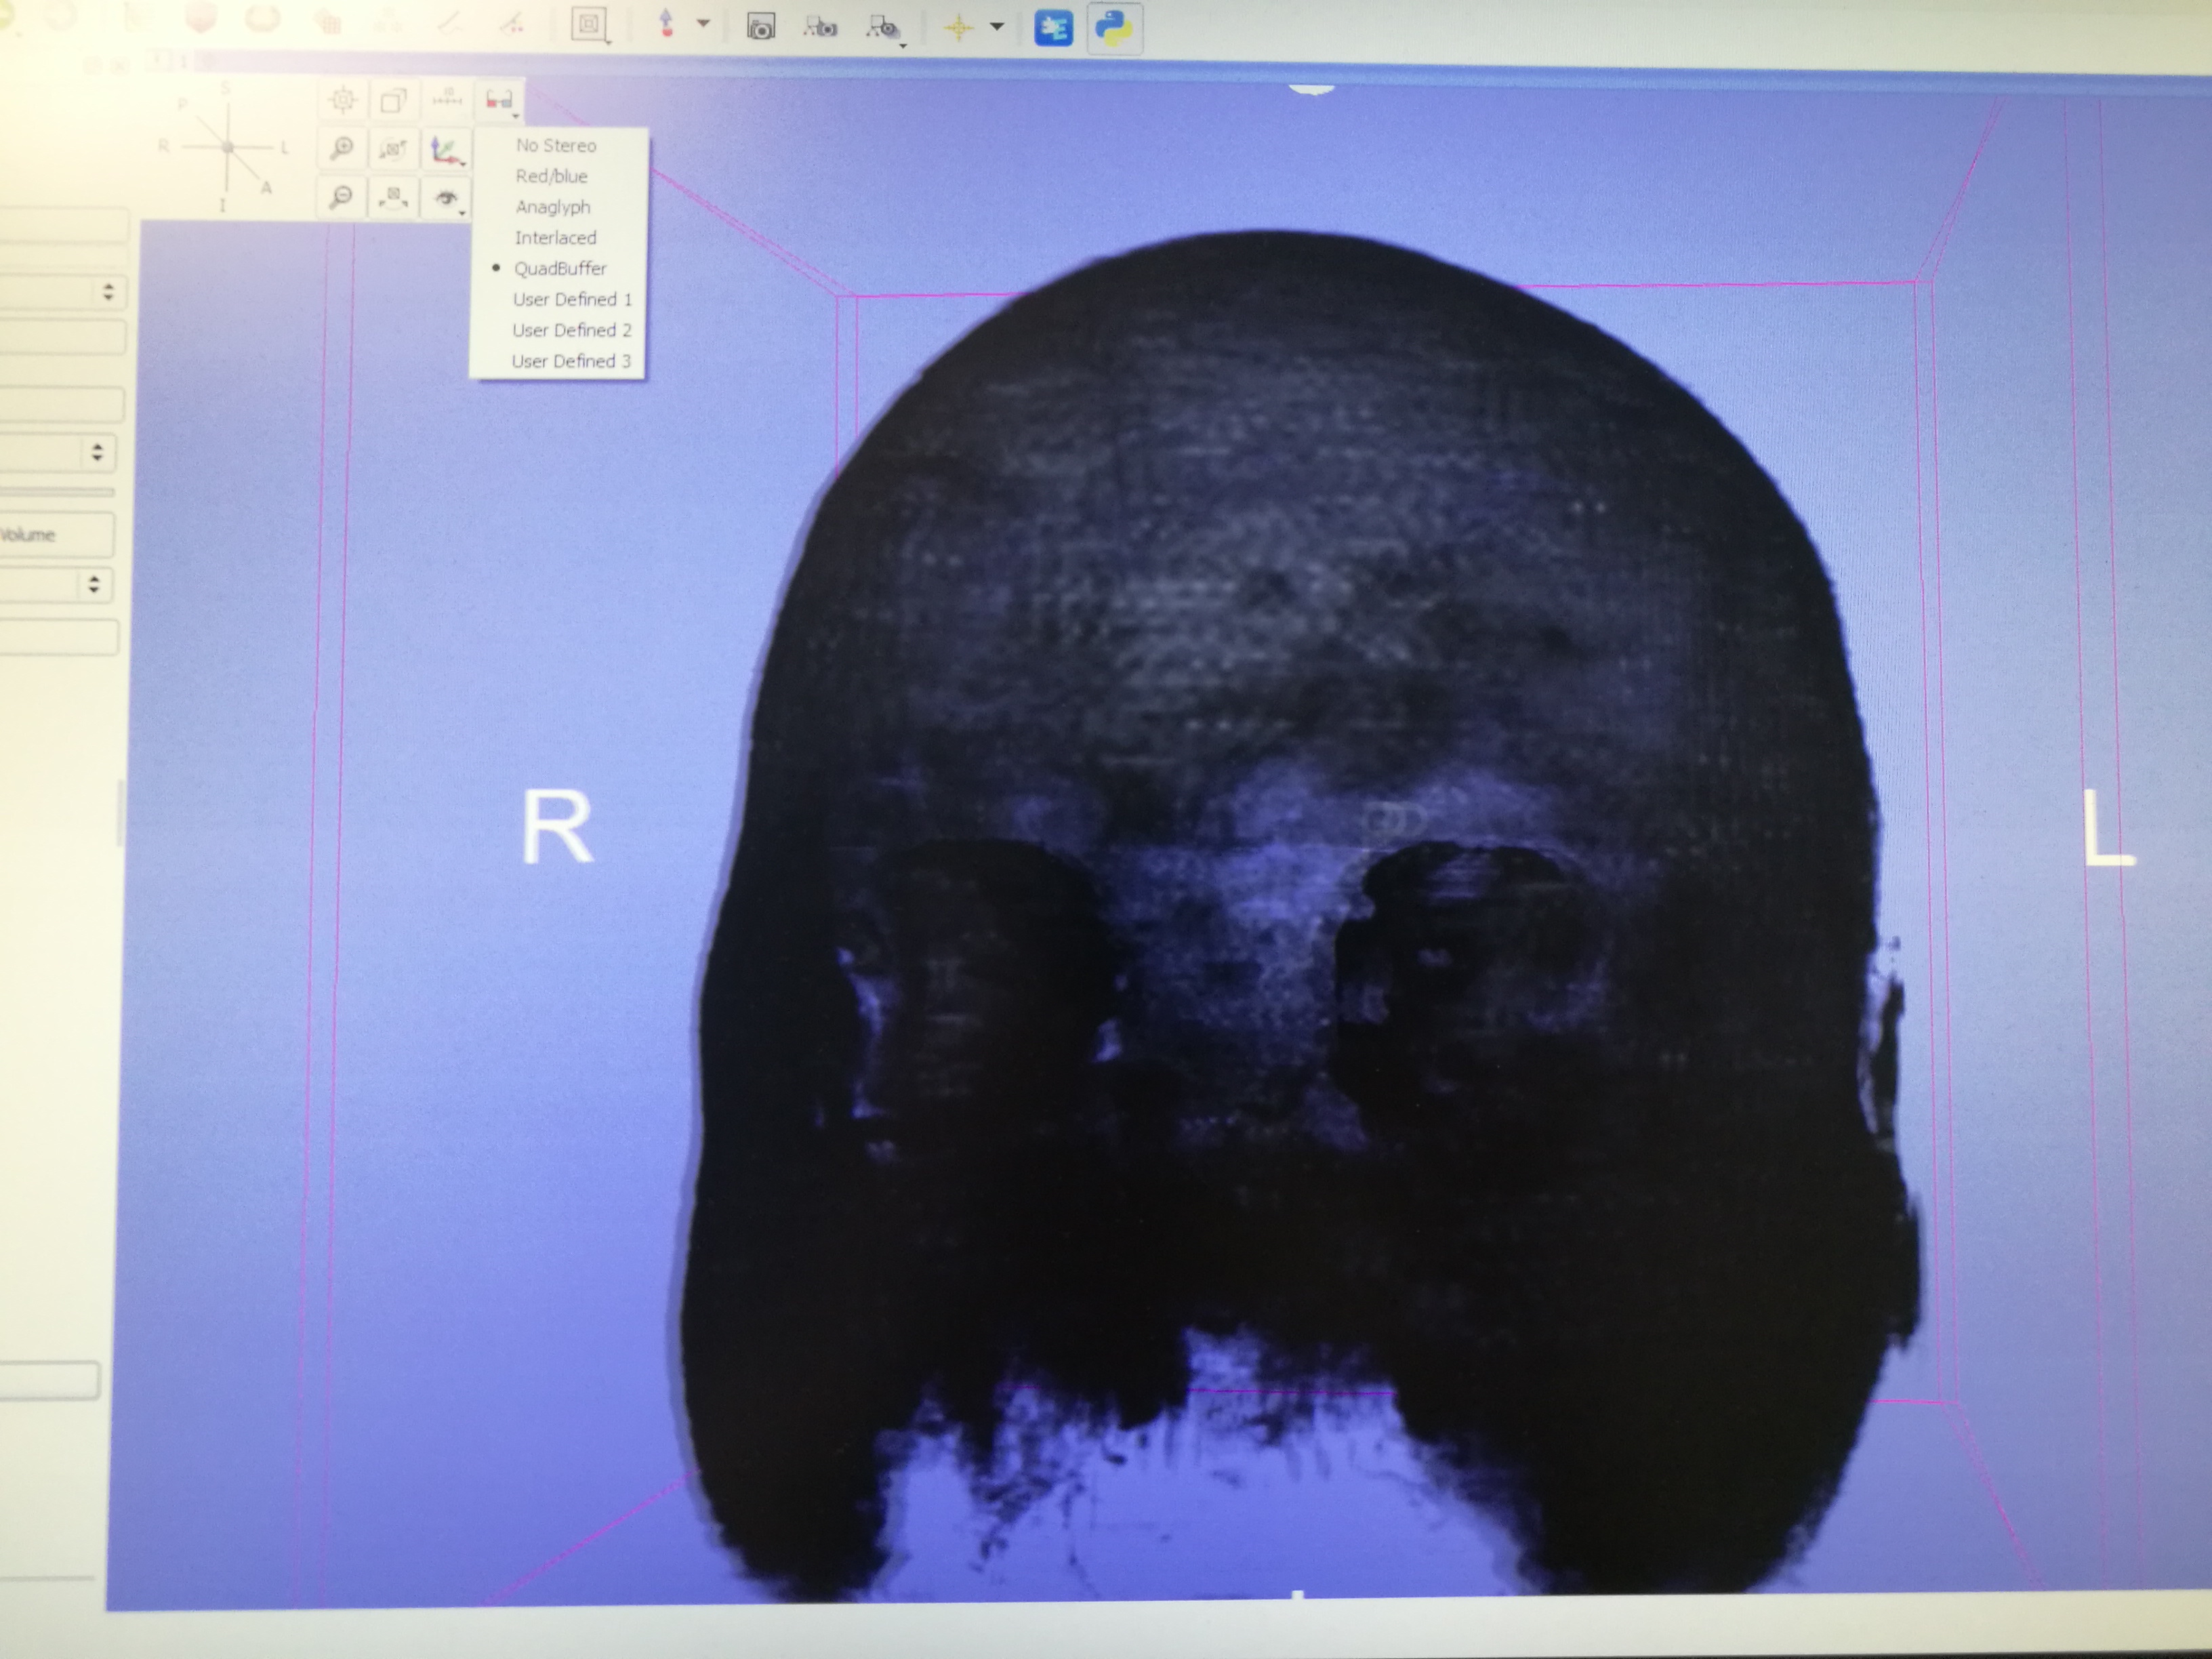 S
P
R L
A
I
No Stereo
Red/blue
Anaglyph
Interlaced
QuadBuffer
User Defined 1
User Defined 2
User Defined 3
Volume
R
L